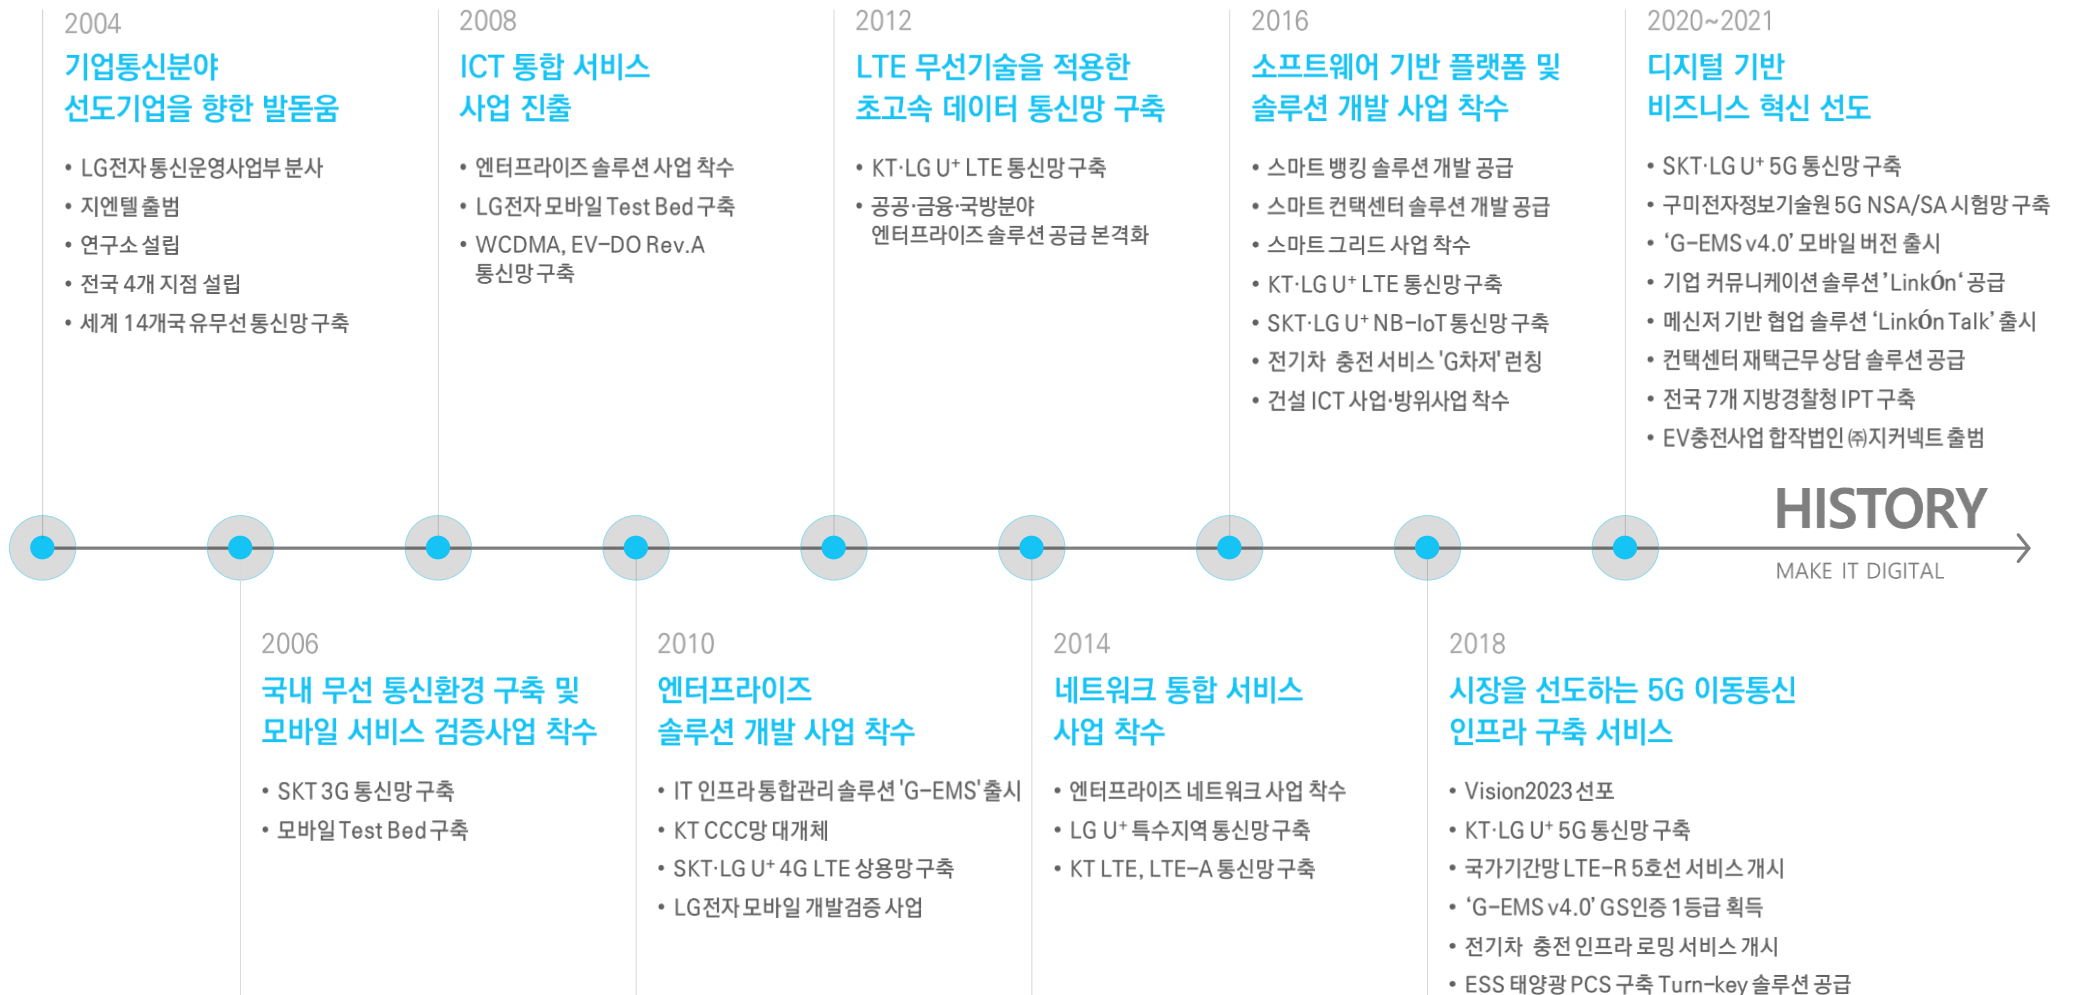 2004
기업통신분야
선도기업을 향한 발돋움
• LG전자 통신운영사업부 분사
• 지엔텔 출범
• 연구소 설립
• 전국 4개 지점 설립
• 세계 14개국 유무선 통신망 구축
2008
ICT 통합 서비스
사업 진출
• 엔터프라이즈 솔루션 사업 착수
• LG전자 모바일 Test Bed 구축
• WCDMA, EV-DO Rev.A
통신망 구축
2012
LTE 무선기술을 적용한
초고속 데이터 통신망 구축
• KT·LG U⁺ LTE 통신망 구축
• 공공·금융·국방분야
엔터프라이즈 솔루션 공급 본격화
2016
소프트웨어 기반 플랫폼 및
솔루션 개발 사업 착수
• 스마트 뱅킹 솔루션 개발 공급
• 스마트 컨택센터 솔루션 개발 공급
• 스마트 그리드 사업 착수
• KT·LG U⁺ LTE 통신망 구축
• SKT·LG U⁺ NB-IoT 통신망 구축
• 전기차 충전 서비스 'G차저' 런칭
• 건설 ICT 사업·방위사업 착수
2020~2021
디지털 기반
비즈니스 혁신 선도
• SKT·LG U⁺ 5G 통신망 구축
• 구미전자정보기술원 5G NSA/SA 시험망 구축
• ‘G-EMS v4.0’ 모바일 버전 출시
• 기업 커뮤니케이션 솔루션 ’LinkÓn‘ 공급
• 메신저 기반 협업 솔루션 ‘LinkÓn Talk’ 출시
• 컨택센터 재택근무 상담 솔루션 공급
• 전국 7개 지방경찰청 IPT 구축
• EV충전사업 합작법인 ㈜지커넥트 출범
HISTORY
MAKE IT DIGITAL
2006
국내 무선 통신환경 구축 및
모바일 서비스 검증사업 착수
• SKT 3G 통신망 구축
• 모바일 Test Bed 구축
2010
엔터프라이즈
솔루션 개발 사업 착수
• IT 인프라 통합관리 솔루션 'G-EMS' 출시
• KT CCC망 대개체
• SKT·LG U⁺ 4G LTE 상용망 구축
• LG전자 모바일 개발검증 사업
2014
네트워크 통합 서비스
사업 착수
• 엔터프라이즈 네트워크 사업 착수
• LG U⁺ 특수지역 통신망 구축
• KT LTE, LTE-A 통신망 구축
2018
시장을 선도하는 5G 이동통신
인프라 구축 서비스
• Vision2023 선포
• KT·LG U⁺ 5G 통신망 구축
• 국가기간망 LTE-R 5호선 서비스 개시
• ‘G-EMS v4.0’ GS인증 1등급 획득
• 전기차 충전 인프라 로밍 서비스 개시
• ESS 태양광 PCS 구축 Turn-key 솔루션 공급